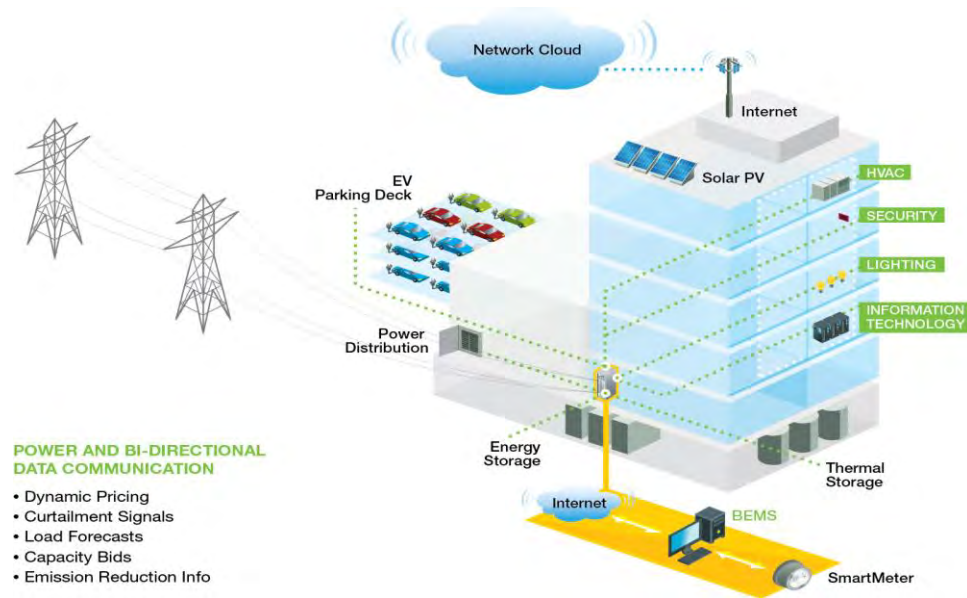 Network Cloud
Internet
Solar PV
HVAC
SECURITY
LIGHTING
INFORMATION
TECHNOLOGY
EV
Parking Deck
Power
Distribution
Energy
Storage
Thermal
Storage
Internet
BEMS
SmartMeter
POWER AND BI-DIRECTIONAL
DATA COMMUNICATION
• Dynamic Pricing
• Curtailment Signals
• Load Forecasts
• Capacity Bids
• Emission Reduction Info